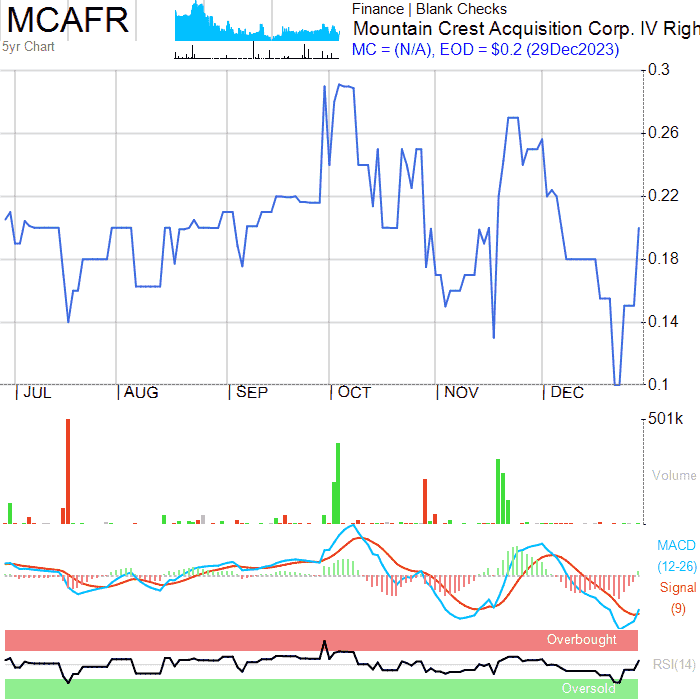 MCAFR
5yr Chart
Finance | Blank Checks
Mountain Crest Acquisition Corp. IV Righ
MC = (N/A), EOD = $0.2 (29Dec2023)
0.3
0.26
0.22
0.18
0.14
0.1
JUL AUG SEP OCT NOV DEC
501k
Volume
MACD
(12-26)
Signal
(9)
Overbought
RSI(14)
Oversold